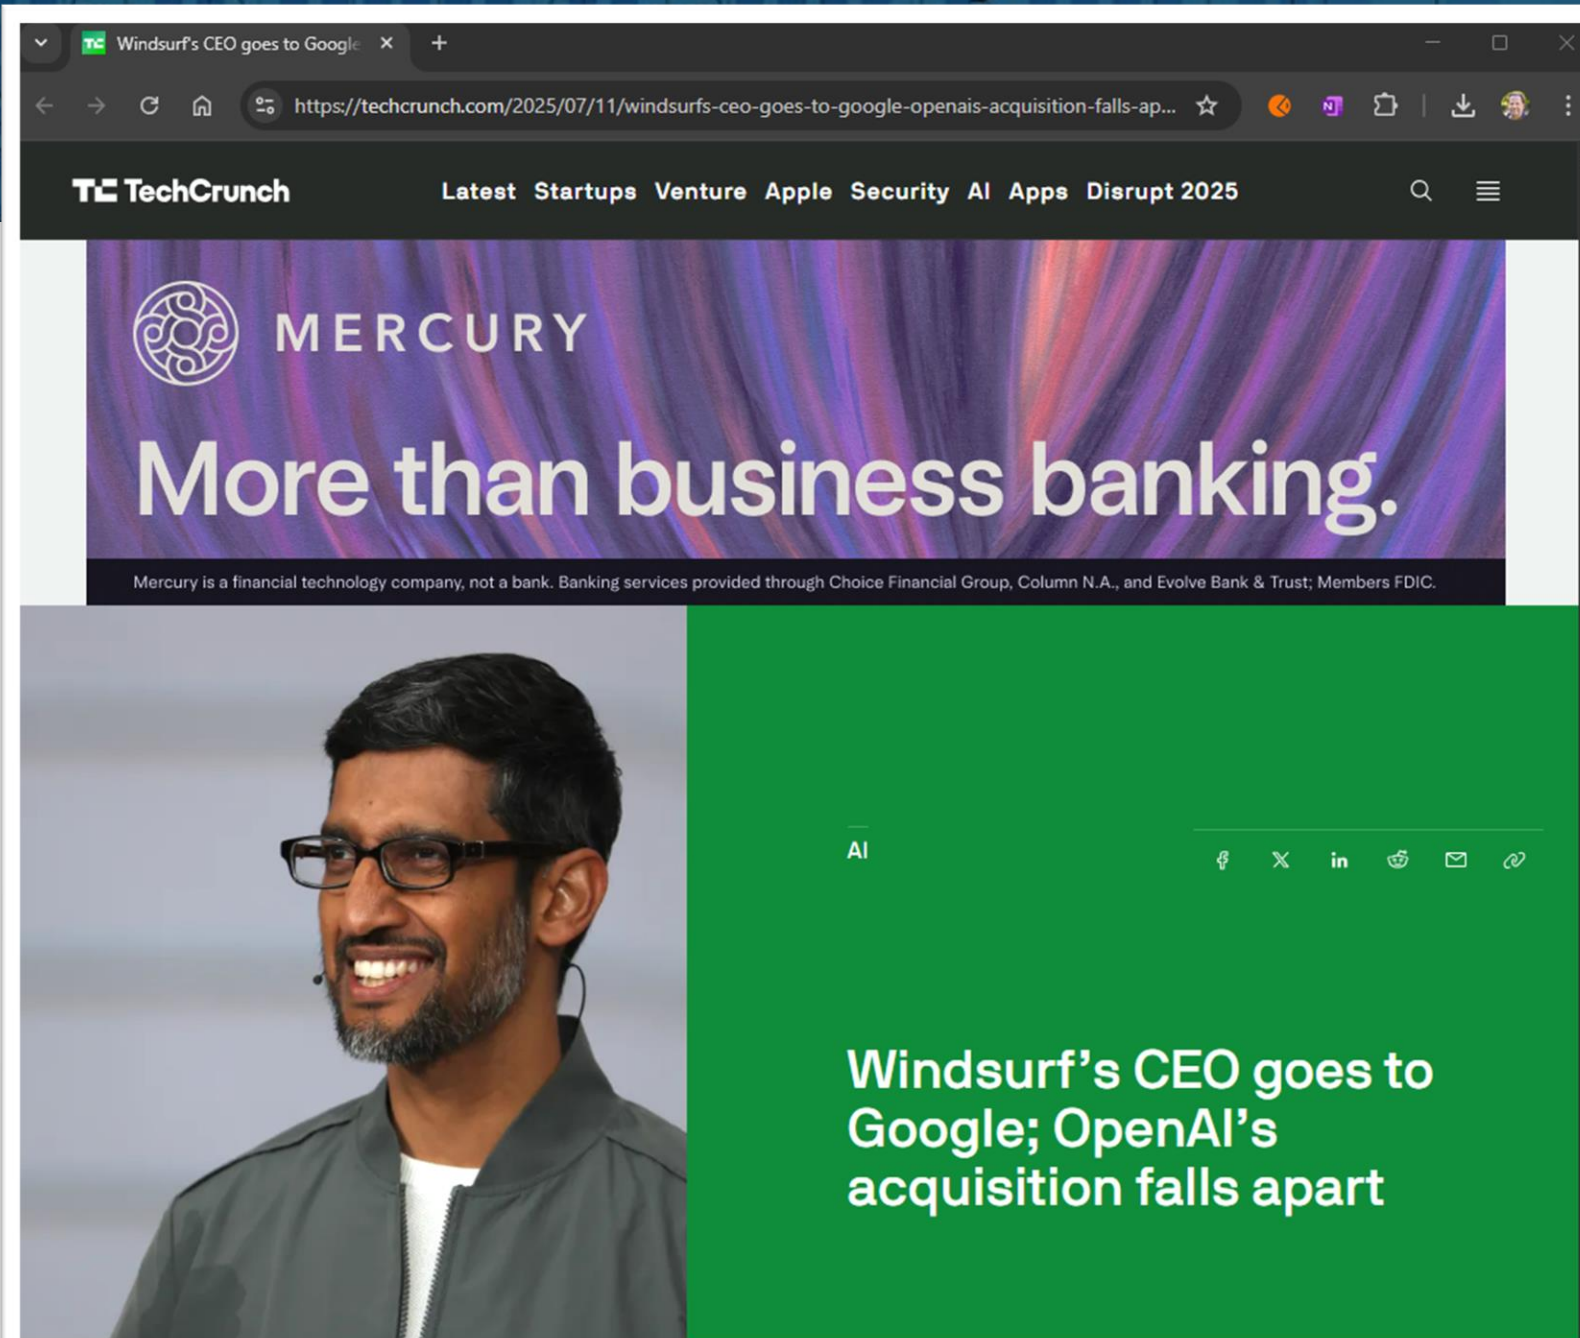 Windsurf's CEO goes to Google
https://techcrunch.com/2025/07/11/windsurfs-ceo-goes-to-google-openais-acquisition-falls-ap...
TechCrunch
Latest Startups Venture Apple Security AI Apps Disrupt 2025
MERCURY
More than business banking.
Mercury is a financial technology company, not a bank. Banking services provided through Choice Financial Group, Column N.A., and Evolve Bank & Trust; Members FDIC.
AI
Windsurf's CEO goes to
Google; OpenAI's
acquisition falls apart